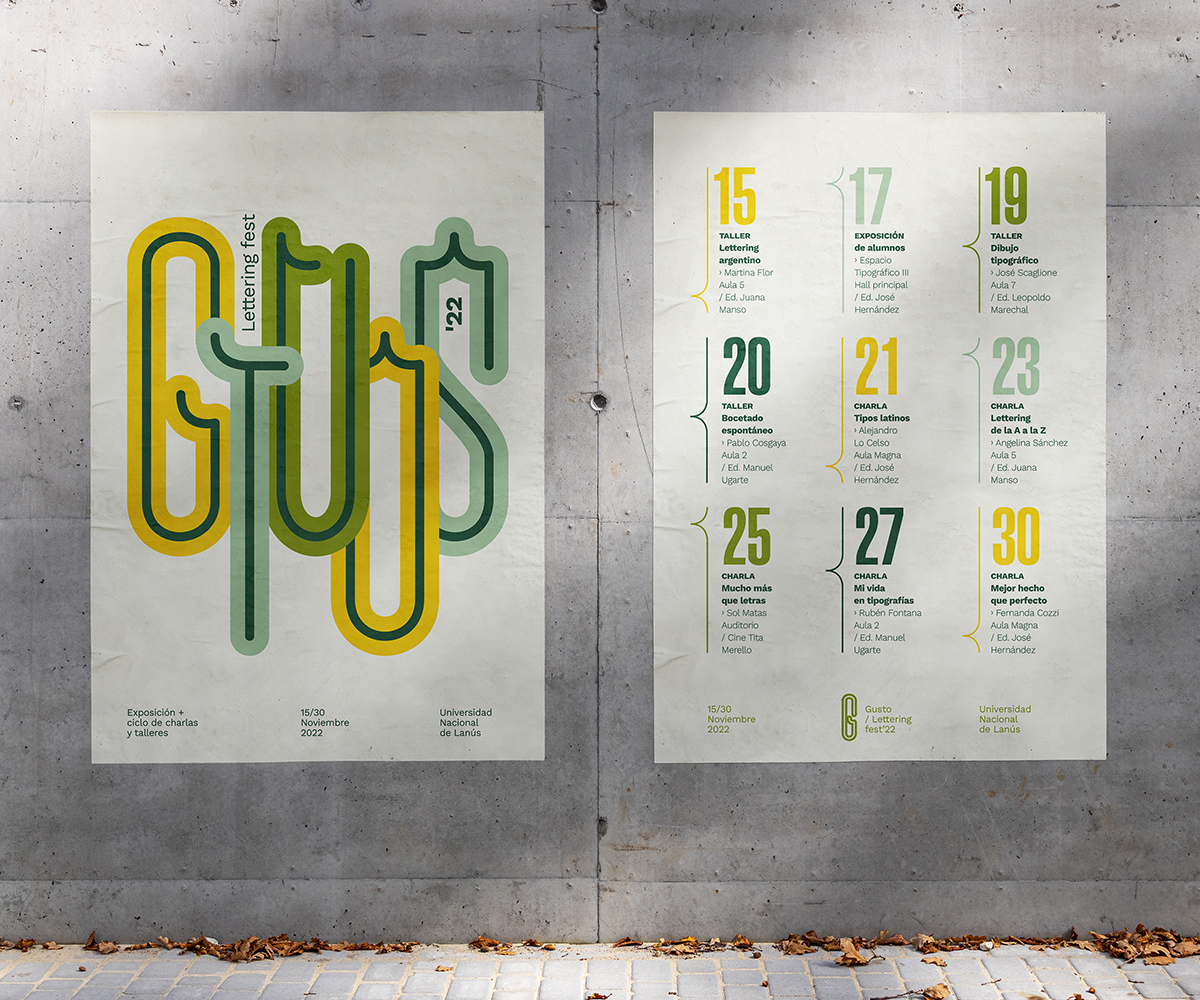 GUSTO
Lettering fest
'22
Exposición +
ciclo de charlas
y talleres
15/30
Noviembre
2022
Universidad
Nacional
de Lanús
15
TALLER
Lettering
argentino
› Martina Flor
Aula 5
/ Ed. Juana
Manso
17
EXPOSICIÓN
de alumnos
› Espacio
Tipográfico III
Hall principal
/ Ed. José
Hernández
19
TALLER
Dibujo
tipográfico
› José Scaglione
Aula 7
/ Ed. Leopoldo
Marechal
20
TALLER
Bocetado
espontáneo
› Pablo Cosgaya
Aula 2
/ Ed. Manuel
Ugarte
21
CHARLA
Tipos latinos
› Alejandro
Lo Celso
Aula Magna
/ Ed. José
Hernández
23
CHARLA
Lettering
de la A a la Z
› Angelina Sánchez
Aula 5
/ Ed. Juana
Manso
25
CHARLA
Mucho más
que letras
› Sol Matas
Auditorio
/ Cine Tita
Merello
27
CHARLA
Mi vida
en tipografías
› Rubén Fontana
Aula 2
/ Ed. Manuel
Ugarte
30
CHARLA
Mejor hecho
que perfecto
› Fernanda Cozzi
Aula Magna
/ Ed. José
Hernández
15/30
Noviembre
2022
G
Gusto
/ Lettering
fest'22
Universidad
Nacional
de Lanús